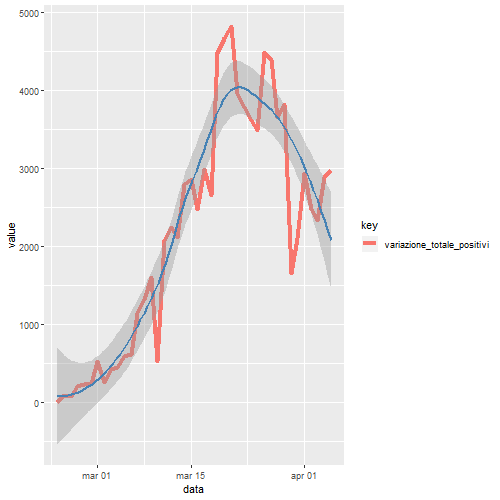 5000
4000
3000
2000
1000
0
value
mar 01
mar 15
apr 01
data
key
variazione_totale_positivi